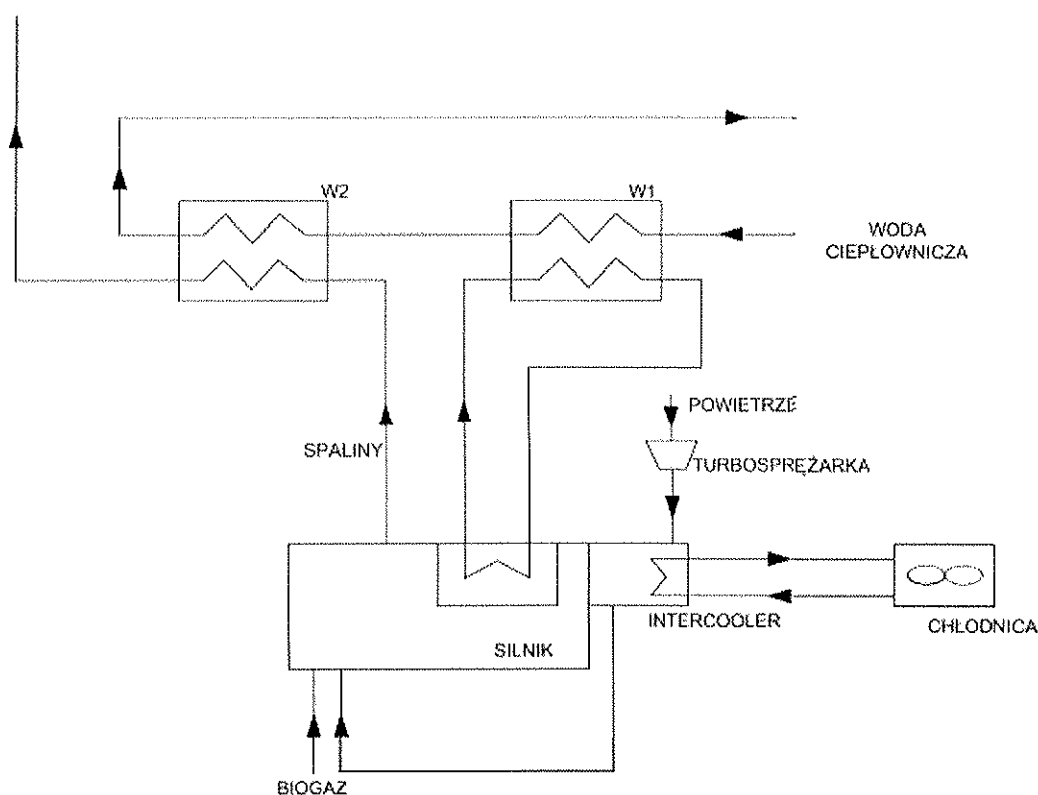 W2
W1
WODA
CIEPŁOWNICZA
POWIETRZE
SPALINY
TURBOSPRĘŻARKA
INTERCOOLER
CHŁODNICA
SILNIK
BIOGAZ